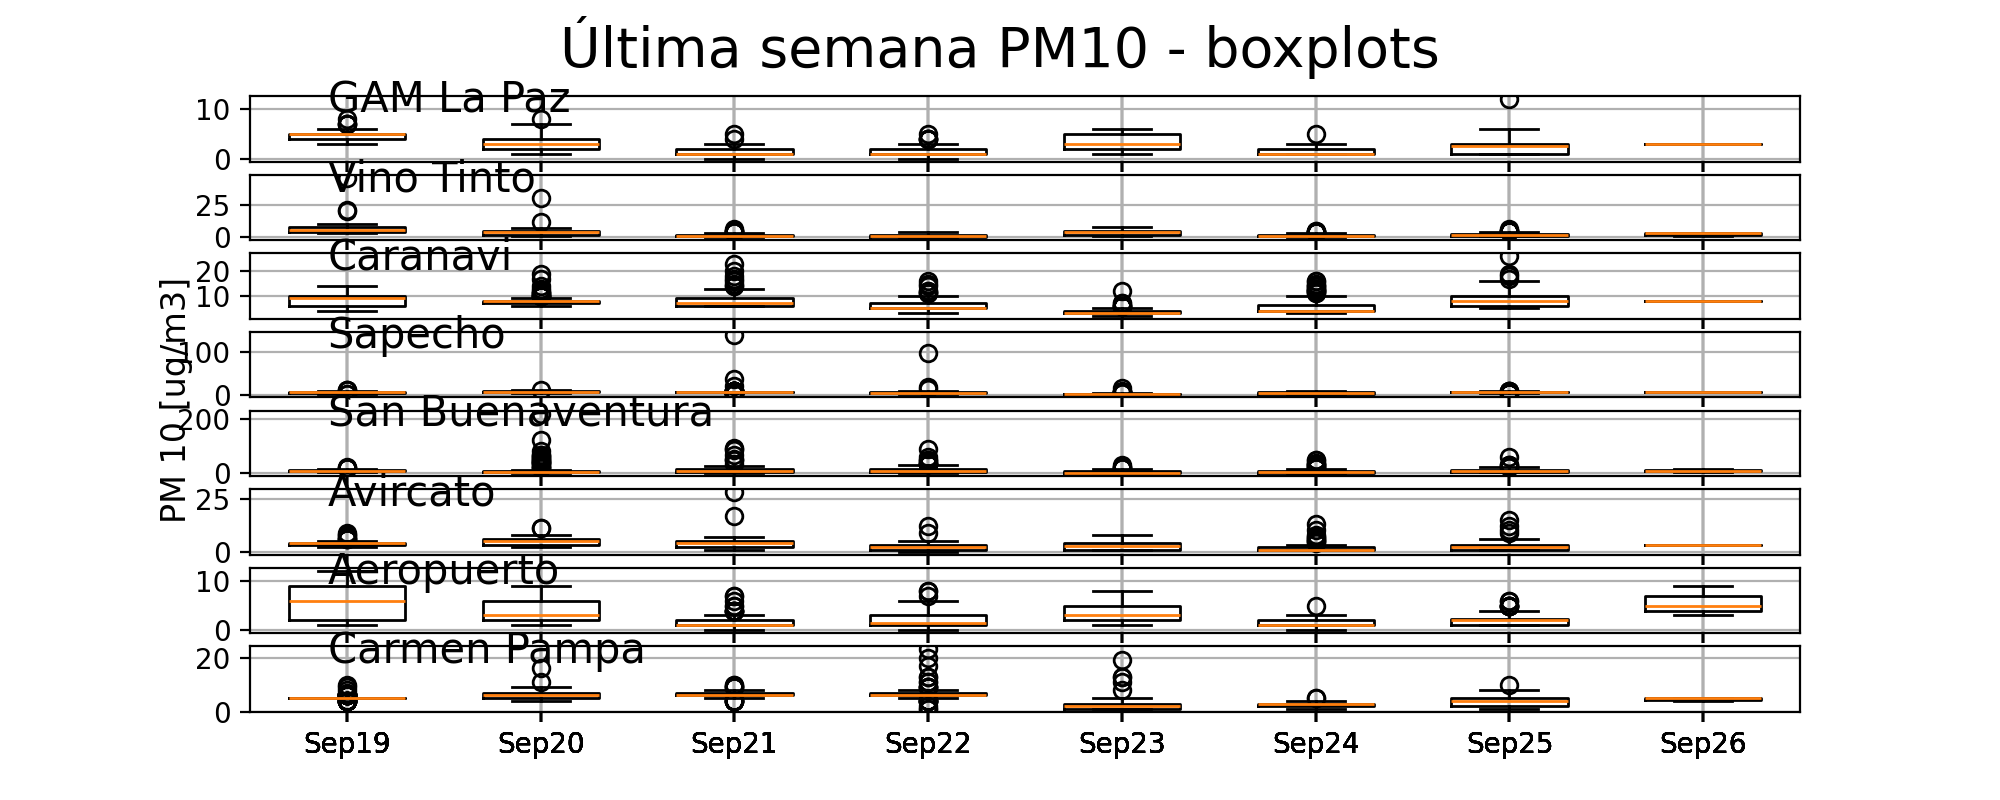 Última semana PM10 - boxplots
GAM La Paz
10
0
Vino Tinto
25
0
Caranavi
20
10
Sapecho
100
0
San Buenaventura
200
0
Avircato
25
0
Aeropuerto
10
0
Carmen Pampa
20
0
PM 10 [ug/m3]
Sep19 Sep20 Sep21 Sep22 Sep23 Sep24 Sep25 Sep26